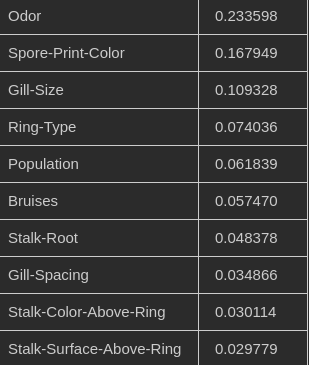 Odor 0.233598
Spore-Print-Color 0.167949
Gill-Size 0.109328
Ring-Type 0.074036
Population 0.061839
Bruises 0.057470
Stalk-Root 0.048378
Gill-Spacing 0.034866
Stalk-Color-Above-Ring 0.030114
Stalk-Surface-Above-Ring 0.029779